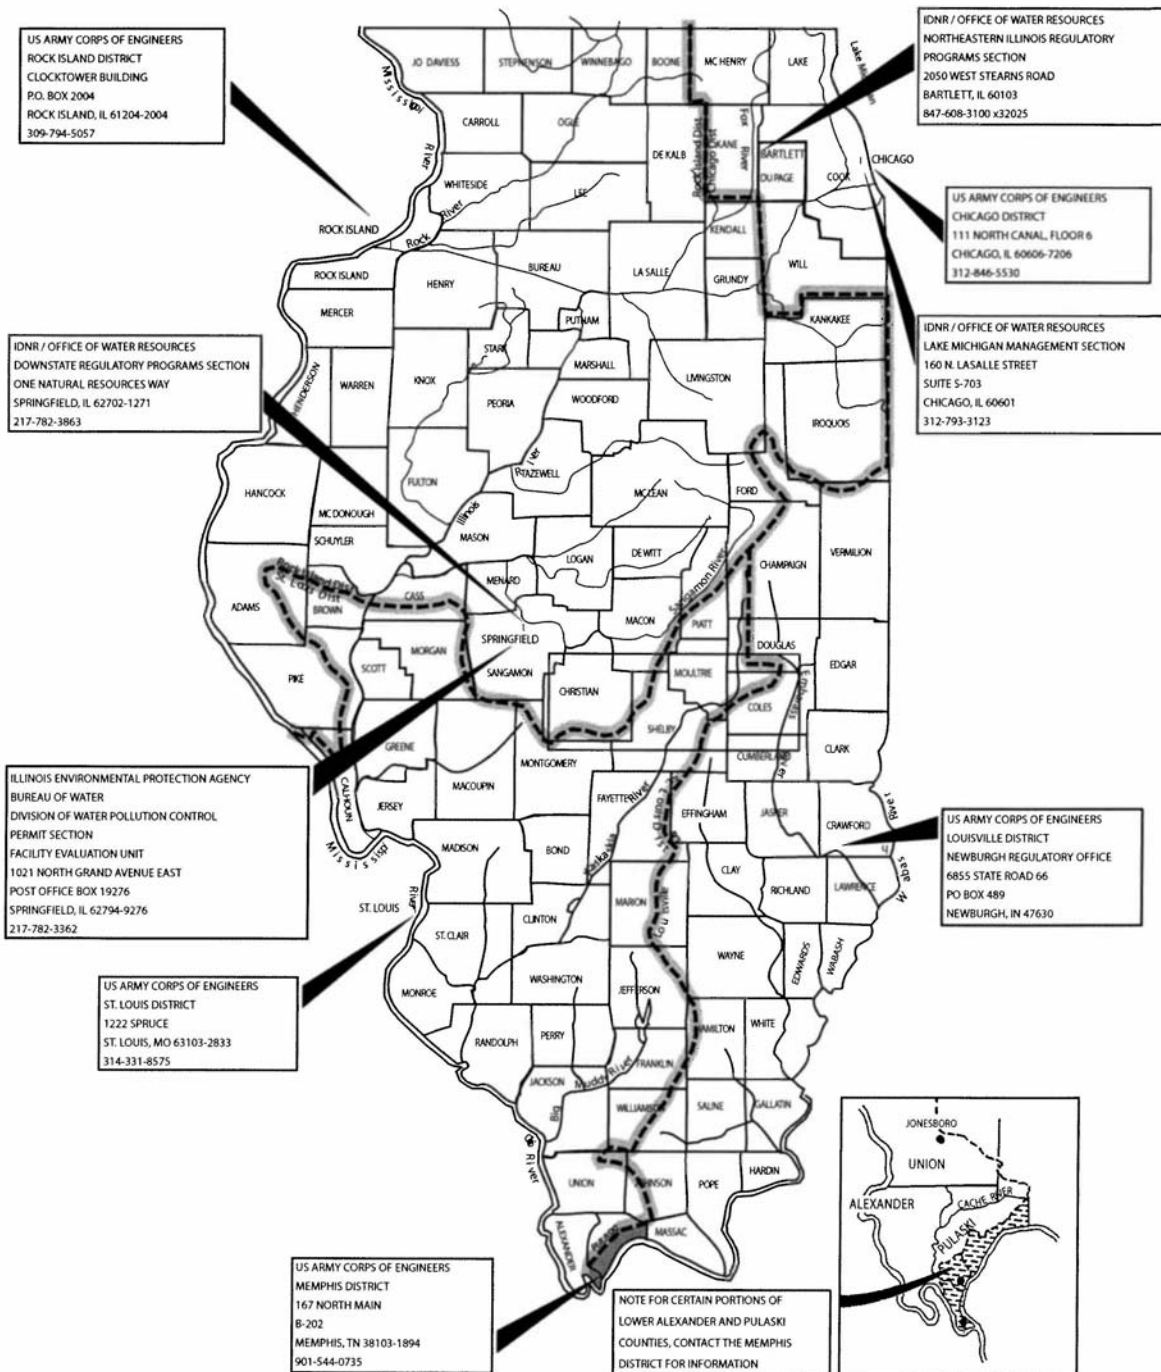 US ARMY CORPS OF ENGINEERS
ROCK ISLAND DISTRICT
CLOCKTOWER BUILDING
P.O. BOX 2004
ROCK ISLAND, IL 61204-2004
309-794-5057
IDNR / OFFICE OF WATER RESOURCES
NORTHEASTERN ILLINOIS REGULATORY
PROGRAMS SECTION
2050 WEST STEARNS ROAD
BARTLETT, IL 60103
847-608-3100 x32025
US ARMY CORPS OF ENGINEERS
CHICAGO DISTRICT
111 NORTH CANAL, FLOOR 6
CHICAGO, IL 60606-7206
312-846-5530
IDNR / OFFICE OF WATER RESOURCES
LAKE MICHIGAN MANAGEMENT SECTION
160 N. LASALLE STREET
SUITE S-703
CHICAGO, IL 60601
312-793-3123
IDNR / OFFICE OF WATER RESOURCES
DOWNSTATE REGULATORY PROGRAMS SECTION
ONE NATURAL RESOURCES WAY
SPRINGFIELD, IL 62702-1271
217-782-3863
ILLINOIS ENVIRONMENTAL PROTECTION AGENCY
BUREAU OF WATER
DIVISION OF WATER POLLUTION CONTROL
PERMIT SECTION
FACILITY EVALUATION UNIT
1021 NORTH GRAND AVENUE EAST
POST OFFICE BOX 19276
SPRINGFIELD, IL 62794-9276
217-782-3362
US ARMY CORPS OF ENGINEERS
LOUISVILLE DISTRICT
NEWBURGH REGULATORY OFFICE
6855 STATE ROAD 66
PO BOX 489
NEWBURGH, IN 47630
US ARMY CORPS OF ENGINEERS
ST. LOUIS DISTRICT
1222 SPRUCE
ST. LOUIS, MO 63103-2833
314-331-8575
US ARMY CORPS OF ENGINEERS
MEMPHIS DISTRICT
167 NORTH MAIN
B-202
MEMPHIS, TN 38103-1894
901-544-0735
NOTE FOR CERTAIN PORTIONS OF
LOWER ALEXANDER AND PULASKI
COUNTIES, CONTACT THE MEMPHIS
DISTRICT FOR INFORMATION
JO DAVIESS
STEPHENSON
WINNEBAGO
BOONE
MC HENRY
LAKE
Mississippi
River
CARROLL
OGLE
DE KALB
Rock Island Dist
Chicago Dist
KANE
Fox
River
BARTLETT
DU PAGE
COOK
CHICAGO
WHITESIDE
LEE
Rock
River
ROCK ISLAND
KENDALL
ROCK ISLAND
HENRY
BUREAU
LA SALLE
GRUNDY
WILL
MERCER
PUTNAM
KANKAKEE
STARK
MARSHALL
HENDERSON
WARREN
KNOX
PEORIA
WOODFORD
LIVINGSTON
IROQUOIS
River
TAZEWELL
HANCOCK
FULTON
MC LEAN
FORD
MC DONOUGH
Illinois
SCHUYLER
MASON
LOGAN
DE WITT
CHAMPAIGN
VERMILION
Rock Island Dist
St. Louis Dist
ADAMS
BROWN
CASS
MENARD
Sangamon River
MACON
PIATT
SPRINGFIELD
DOUGLAS
EDGAR
PIKE
SCOTT
MORGAN
SANGAMON
CHRISTIAN
MOULTRIE
COLES
SHELBY
CUMBERLAND
CLARK
River
GREENE
MONTGOMERY
MACOUPIN
CALHOUN
JERSEY
FAYETTE
Kaskaskia
River
EFFINGHAM
JASPER
CRAWFORD
River
MADISON
BOND
CLAY
RICHLAND
LAWRENCE
Mississippi
River
ST. LOUIS
ST. CLAIR
CLINTON
MARION
WAYNE
EDWARDS
WABASH
MONROE
WASHINGTON
JEFFERSON
RANDOLPH
PERRY
HAMILTON
WHITE
FRANKLIN
JACKSON
Big
Muddy River
WILLIAMSON
SALINE
GALLATIN
River
UNION
JOHNSON
POPE
HARDIN
ALEXANDER
PULASKI
MASSAC
JONESBORO
UNION
ALEXANDER
CACHE RIVER
PULASKI